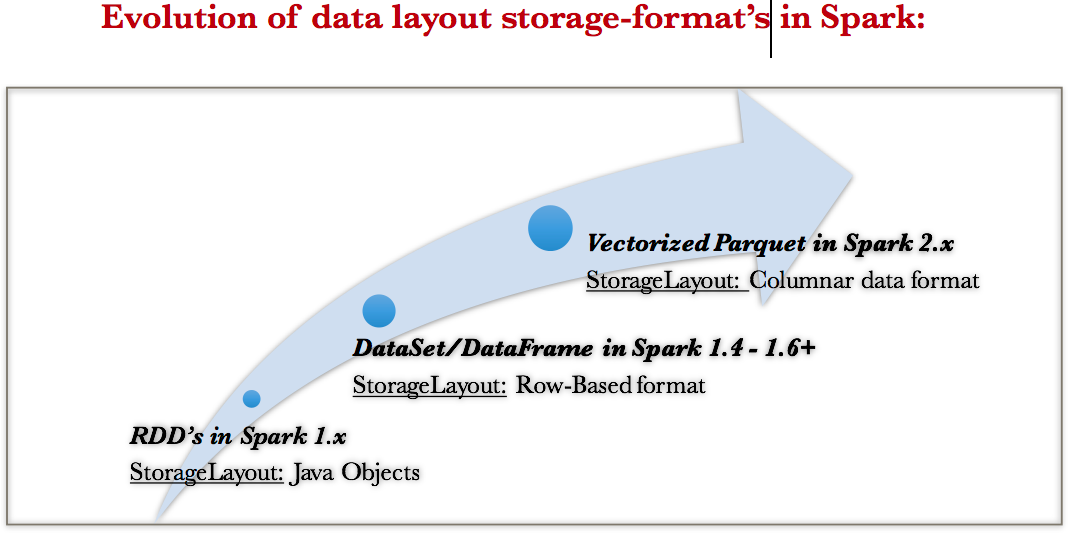 Evolution of data layout storage-format’s in Spark:
Vectorized Parquet in Spark 2.x
StorageLayout: Columnar data format
DataSet/DataFrame in Spark 1.4 - 1.6+
StorageLayout: Row-Based format
RDD’s in Spark 1.x
StorageLayout: Java Objects